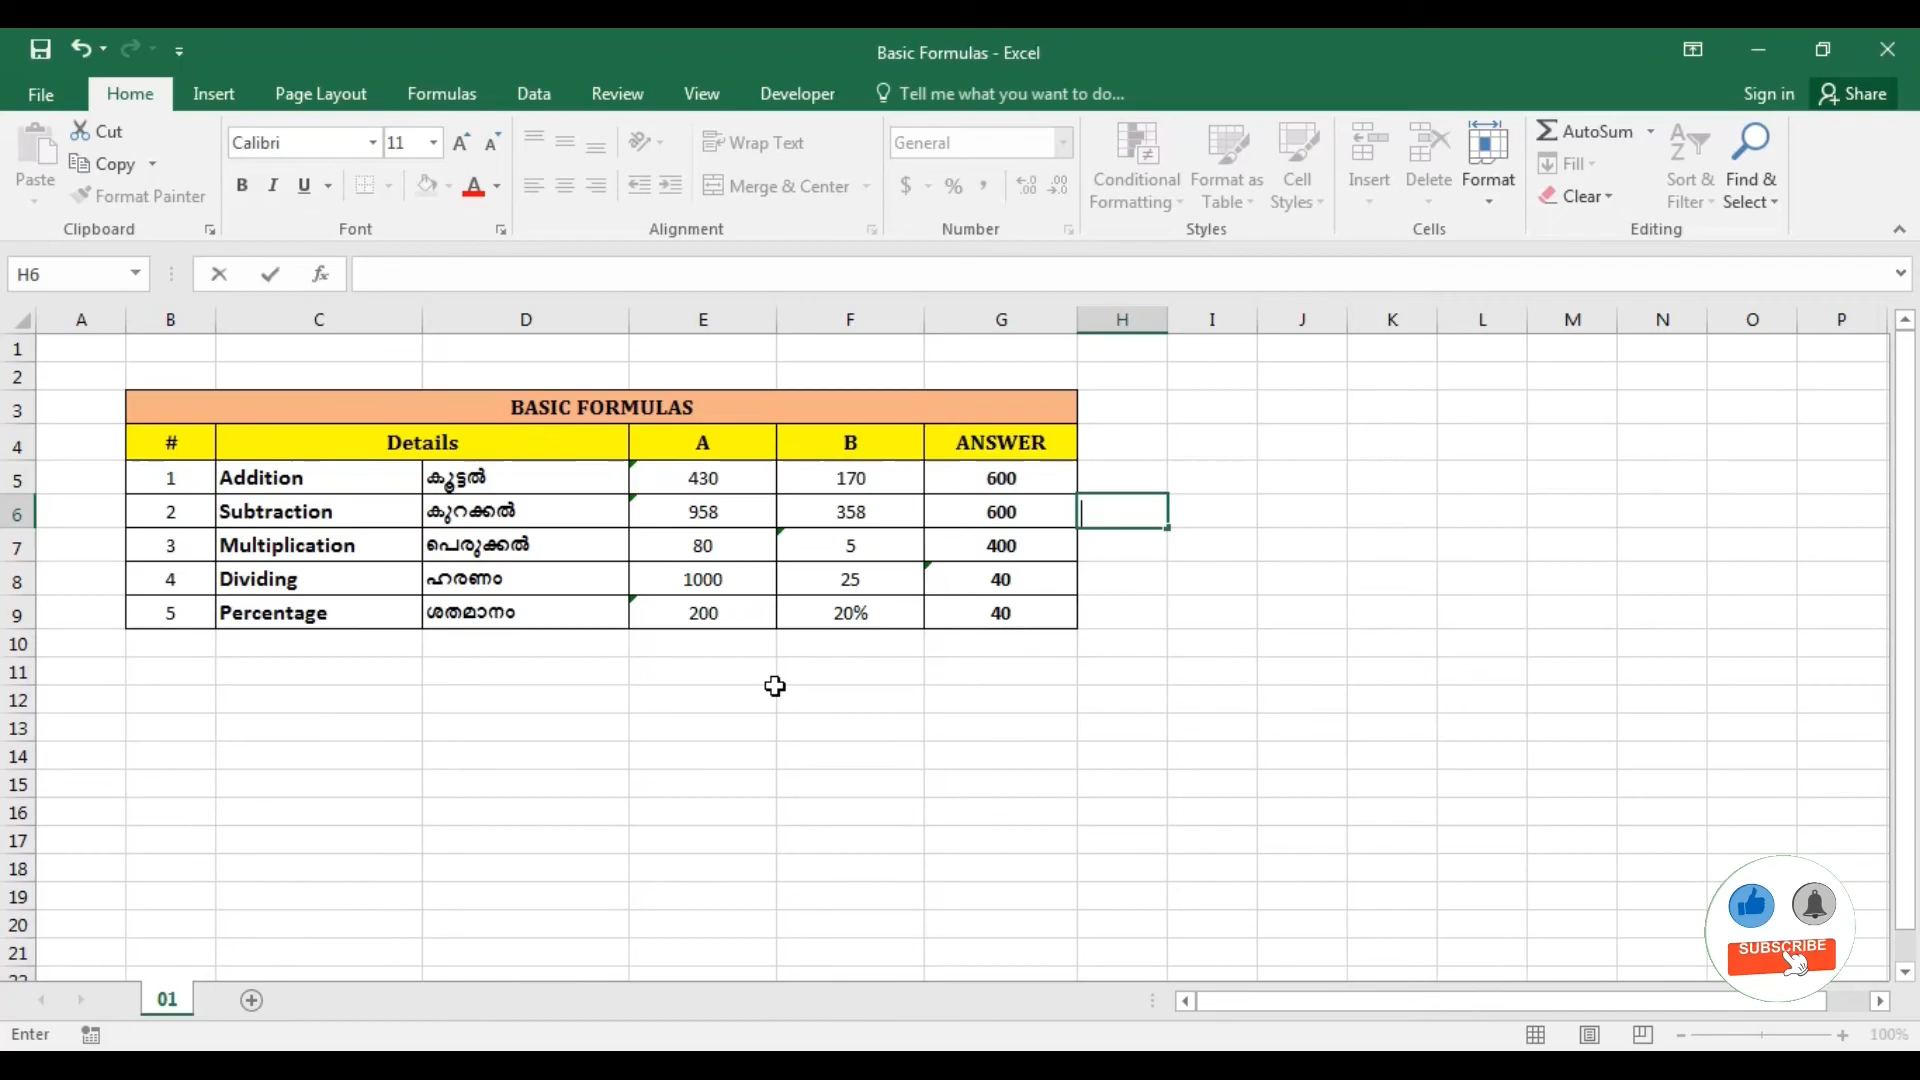 Basic Formulas - Excel
File Home Insert Page Layout Formulas Data Review View Developer Tell me what you want to do... Sign in Share
Cut
Copy
Format Painter
Paste
Clipboard
Calibri 11
B I U
Font
Wrap Text
Merge & Center
Alignment
General
$ % ,
Number
Conditional Formatting
Format as Table
Cell Styles
Styles
Insert Delete Format
Cells
AutoSum
Fill
Clear
Sort & Filter
Find & Select
Editing
H6 fx
A B C D E F G H I J K L M N O P
1
2
3 BASIC FORMULAS
4 # Details A B ANSWER
5 1 Addition കൂട്ടൽ 430 170 600
6 2 Subtraction കുറക്കൽ 958 358 600
7 3 Multiplication പെരുക്കൽ 80 5 400
8 4 Dividing ഹരണം 1000 25 40
9 5 Percentage ശതമാനം 200 20% 40
10
11
12
13
14
15
16
17
18
19
20
21
SUBSCRIBE
01
Enter 100%